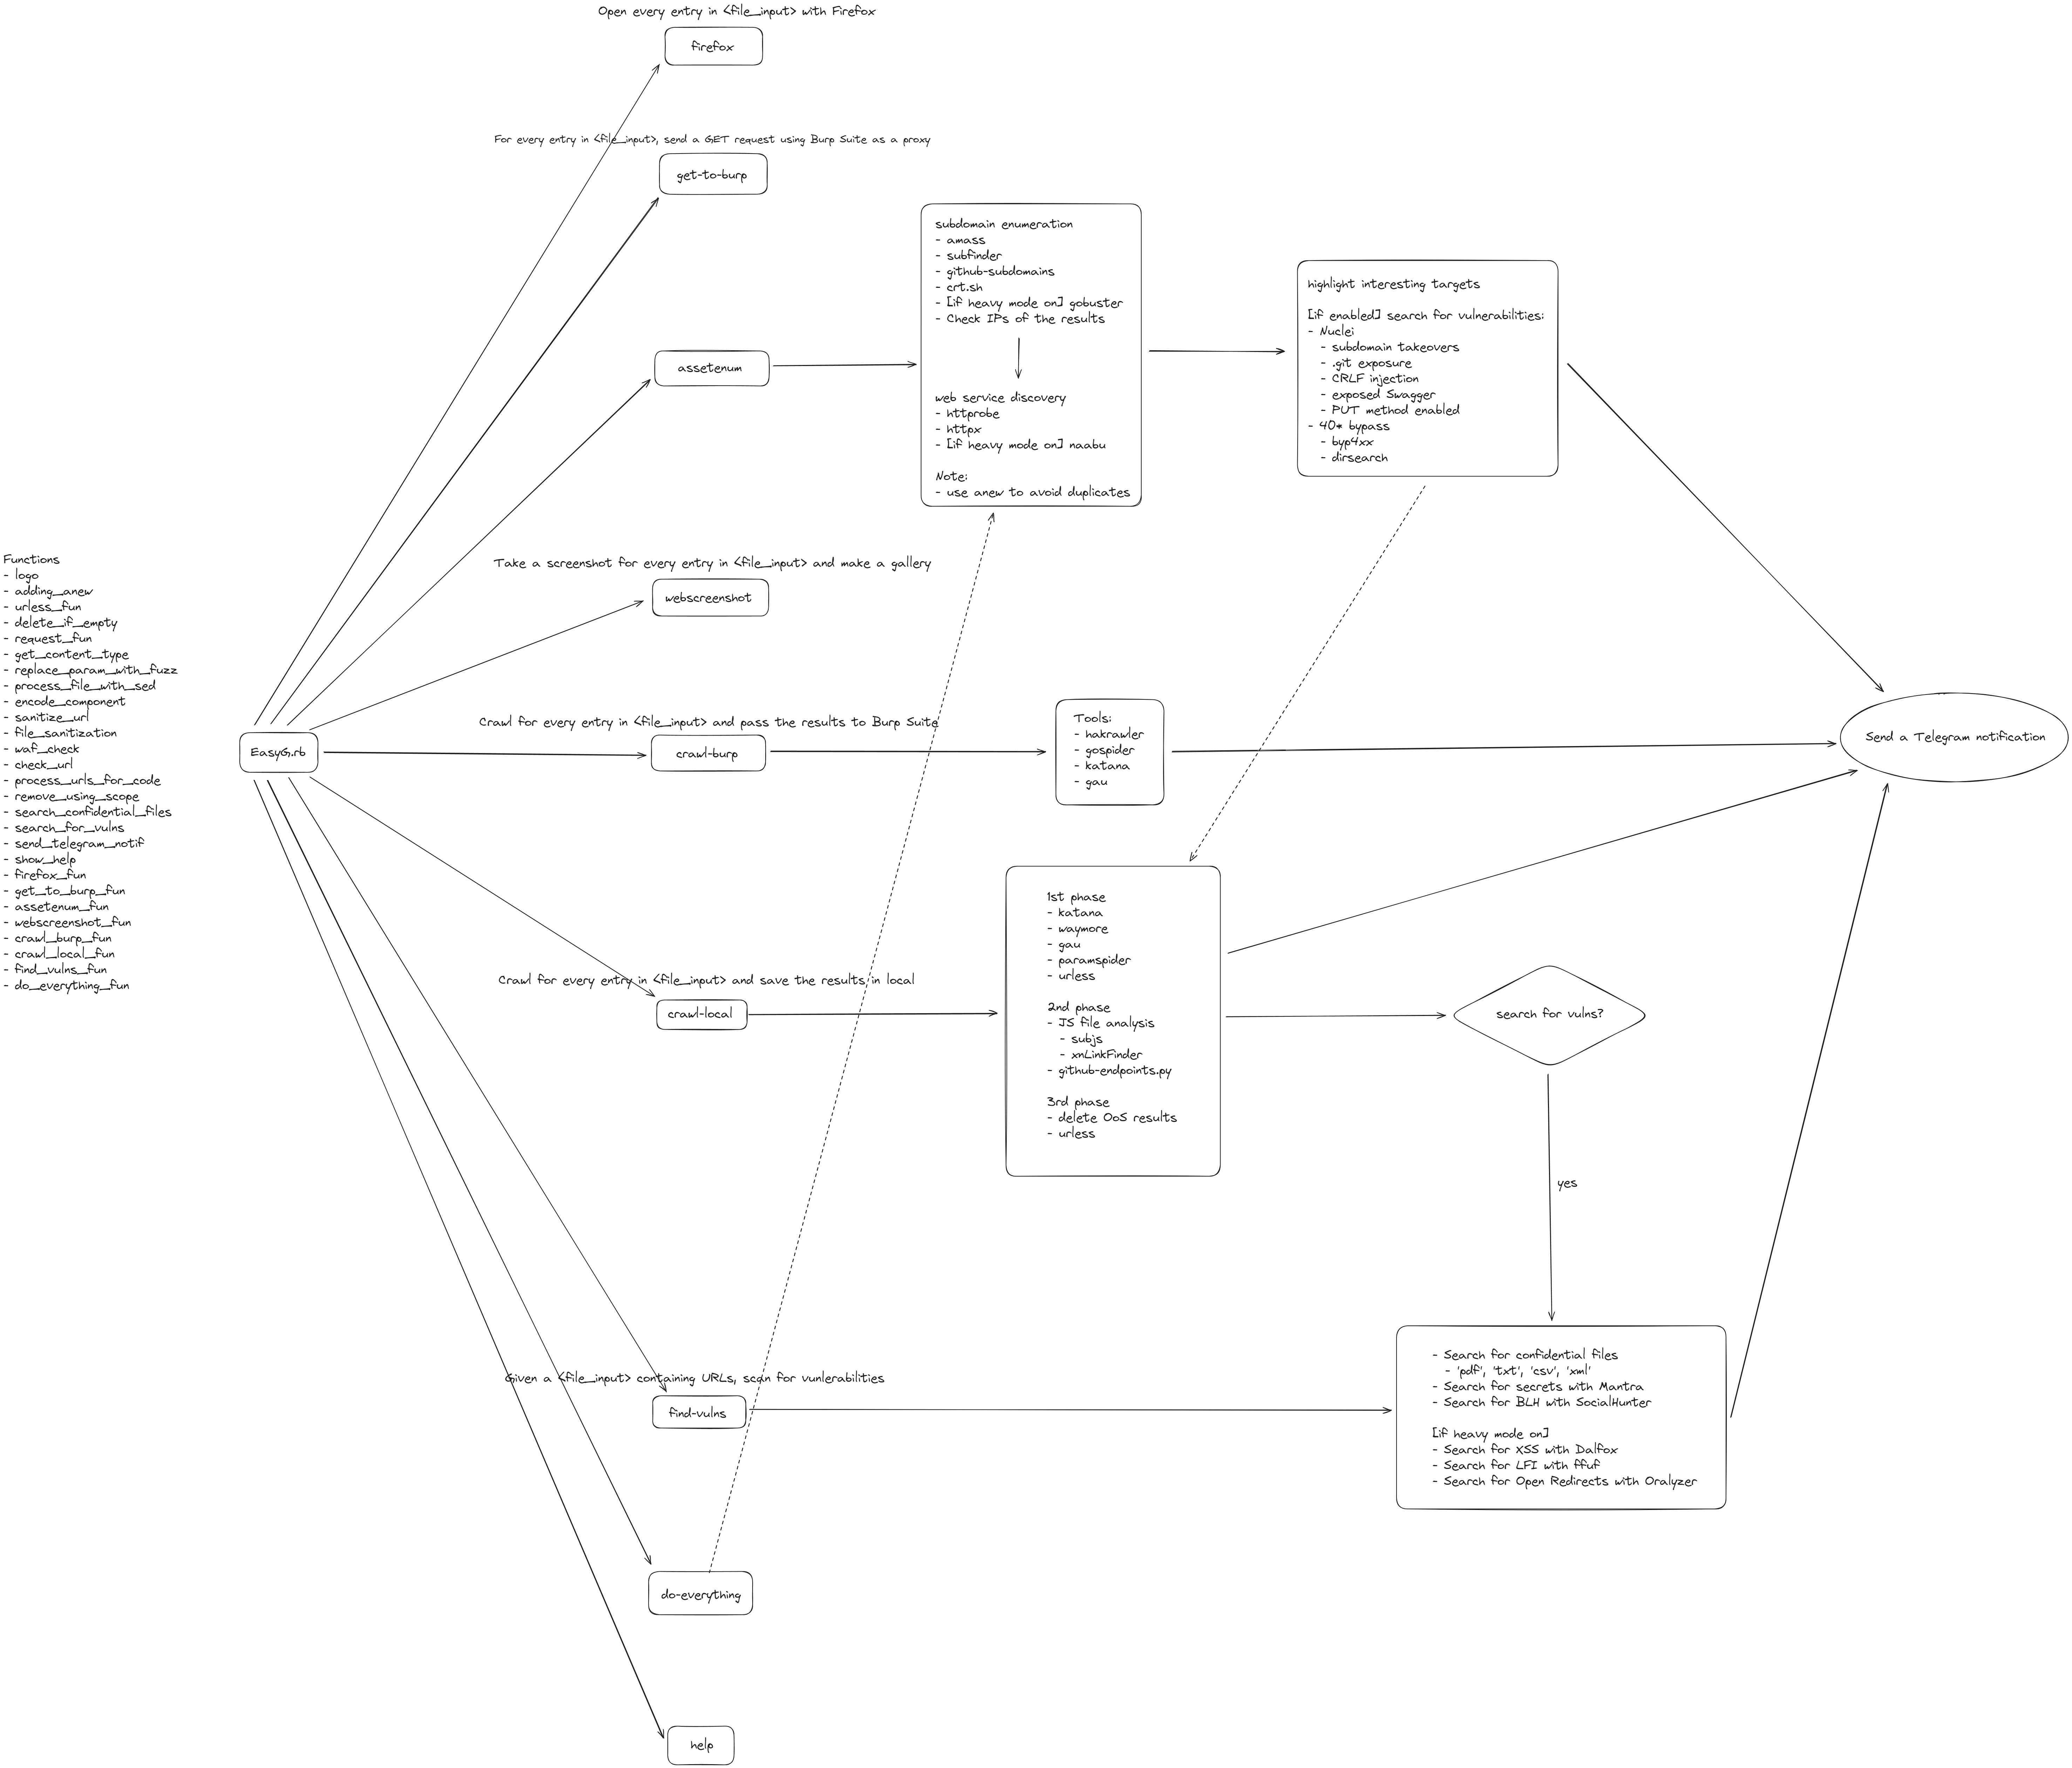 Open every entry in <file_input> with Firefox
firefox
For every entry in <file_input>, send a GET request using Burp Suite as a proxy
get-to-burp
assetenum
subdomain enumeration
- amass
- subfinder
- github-subdomains
- crt.sh
- [if heavy mode on] gobuster
- Check IPs of the results
web service discovery
- httprobe
- httpx
- [if heavy mode on] naabu
Note:
- use anew to avoid duplicates
highlight interesting targets
[if enabled] search for vulnerabilities:
- Nuclei
- subdomain takeovers
- .git exposure
- CRLF injection
- exposed Swagger
- PUT method enabled
- 40* bypass
- byp4xx
- dirsearch
Functions
- logo
- adding_anew
- urless_fun
- delete_if_empty
- request_fun
- get_content_type
- replace_param_with_fuzz
- process_file_with_sed
- encode_component
- sanitize_url
- file_sanitization
- waf_check
- check_url
- process_urls_for_code
- remove_using_scope
- search_confidential_files
- search_for_vulns
- send_telegram_notif
- show_help
- firefox_fun
- get_to_burp_fun
- assetenum_fun
- webscreenshot_fun
- crawl_burp_fun
- crawl_local_fun
- find_vulns_fun
- do_everything_fun
EasyG.rb
Take a screenshot for every entry in <file_input> and make a gallery
webscreenshot
Crawl for every entry in <file_input> and pass the results to Burp Suite
crawl-burp
Tools:
- hakrawler
- gospider
- katana
- gau
Send a Telegram notification
Crawl for every entry in <file_input> and save the results in local
crawl-local
1st phase
- katana
- waymore
- gau
- paramspider
- urless
2nd phase
- JS file analysis
- subjs
- xnLinkFinder
- github-endpoints.py
3rd phase
- delete OoS results
- urless
search for vulns?
yes
Given a <file_input> containing URLs, scan for vunlerabilities
find-vulns
- Search for confidential files
- 'pdf', 'txt', 'csv', 'xml'
- Search for secrets with Mantra
- Search for BLH with SocialHunter
[if heavy mode on]
- Search for XSS with Dalfox
- Search for LFI with ffuf
- Search for Open Redirects with Oralyzer
do-everything
help